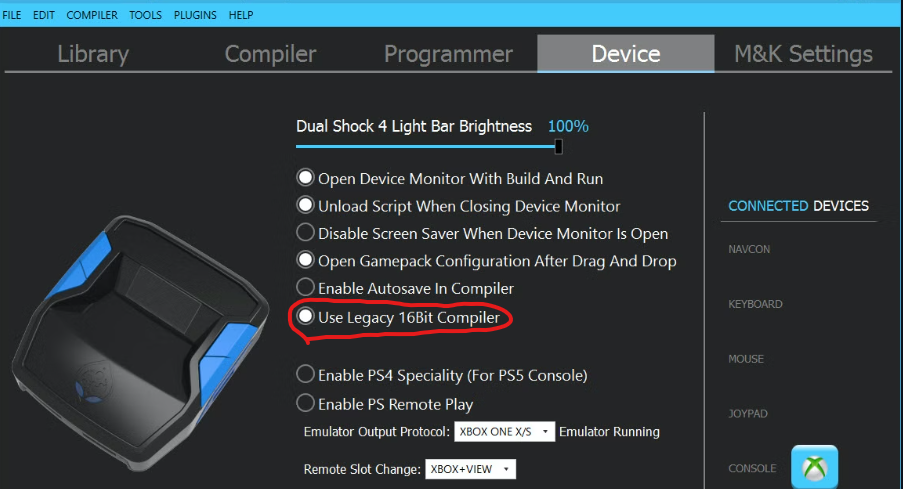 FILE EDIT COMPILER TOOLS PLUGINS HELP
Library Compiler Programmer Device M&K Settings
Dual Shock 4 Light Bar Brightness 100%
Open Device Monitor With Build And Run
Unload Script When Closing Device Monitor
Disable Screen Saver When Device Monitor Is Open
Open Gamepack Configuration After Drag And Drop
Enable Autosave In Compiler
Use Legacy 16Bit Compiler
Enable PS4 Speciality (For PS5 Console)
Enable PS Remote Play
Emulator Output Protocol: XBOX ONE X/S Emulator Running
Remote Slot Change: XBOX+VIEW
CONNECTED DEVICES
NAVCON
KEYBOARD
MOUSE
JOYPAD
CONSOLE